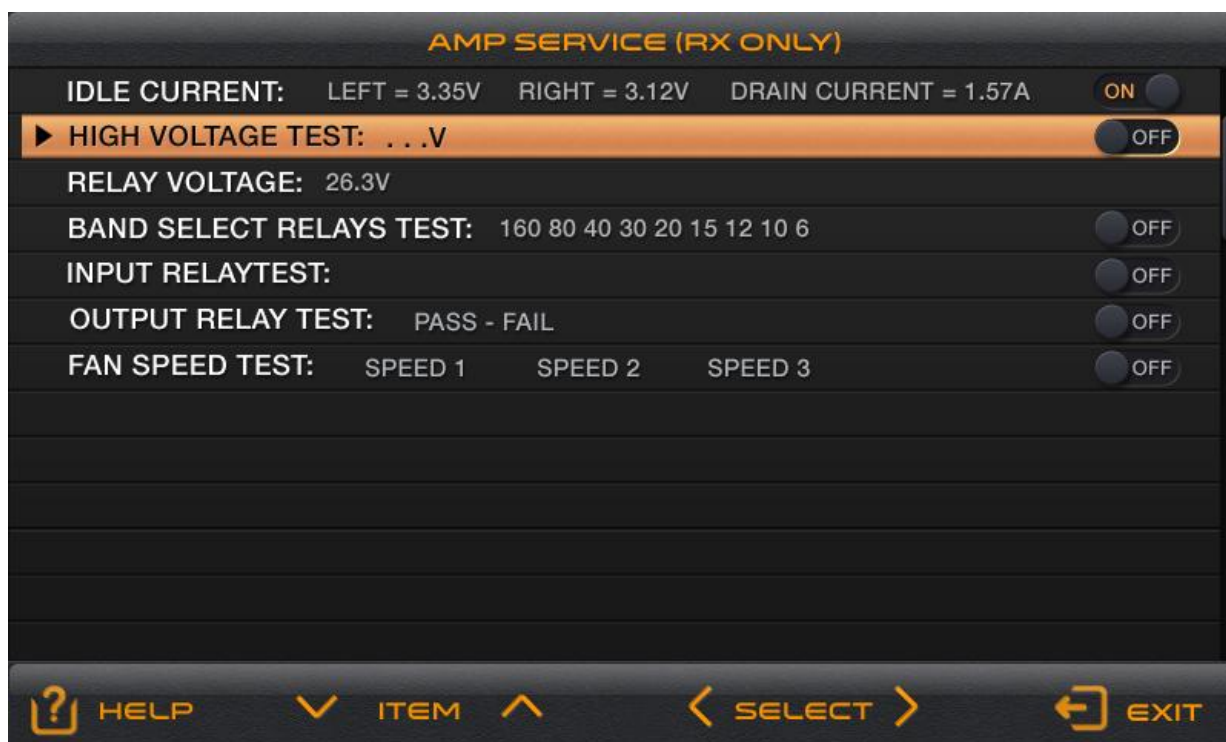 AMP SERVICE (RX ONLY)
IDLE CURRENT: LEFT = 3.35V RIGHT = 3.12V DRAIN CURRENT = 1.57A ON
HIGH VOLTAGE TEST: . . .V OFF
RELAY VOLTAGE: 26.3V
BAND SELECT RELAYS TEST: 160 80 40 30 20 15 12 10 6 OFF
INPUT RELAYTEST: OFF
OUTPUT RELAY TEST: PASS - FAIL OFF
FAN SPEED TEST: SPEED 1 SPEED 2 SPEED 3 OFF
? HELP ITEM SELECT EXIT